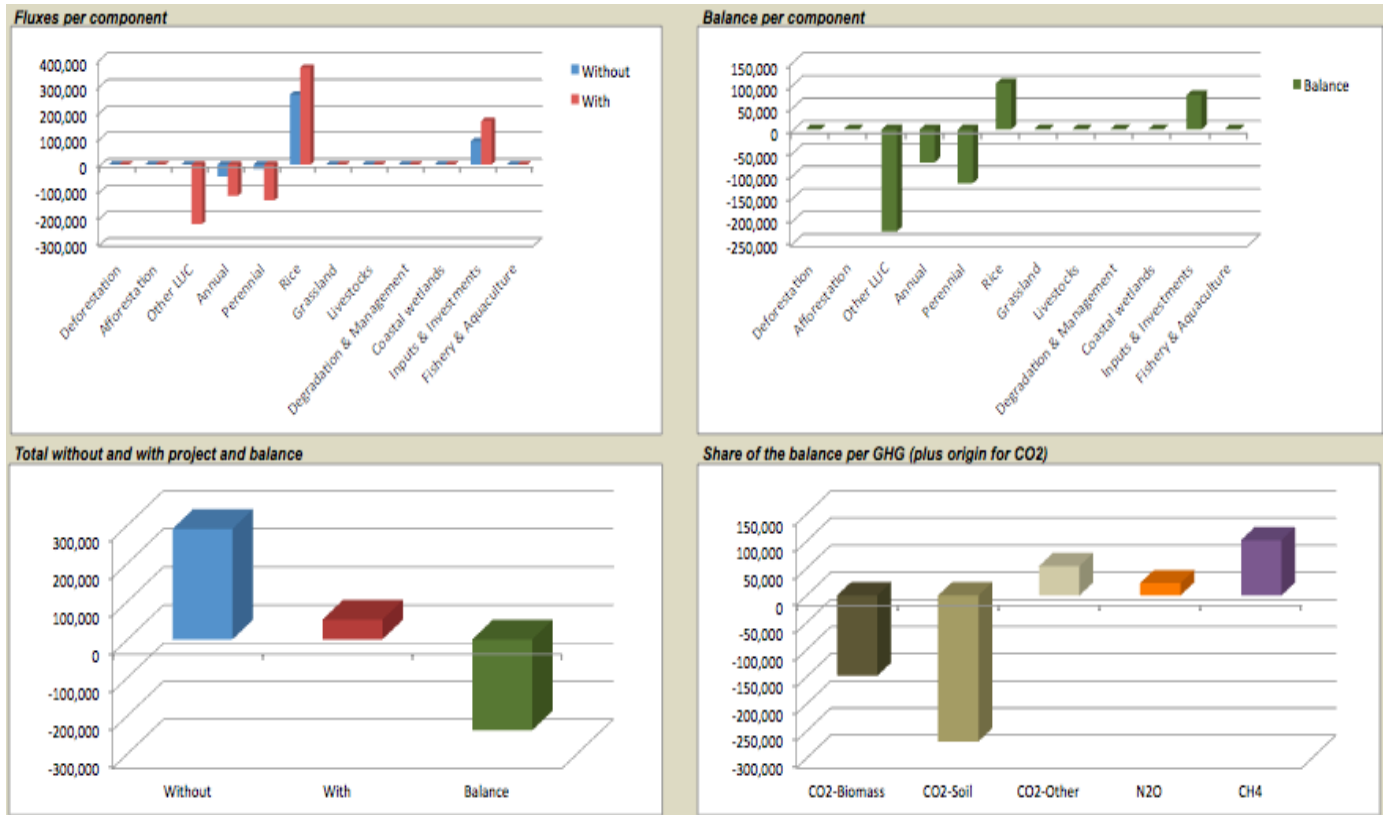 Fluxes per component
400,000
300,000
200,000
100,000
0
-100,000
-200,000
-300,000
Without
With
Deforestation
Afforestation
Other LUC
Annual
Perennial
Rice
Grassland
Livestocks
Degradation & Management
Coastal wetlands
Inputs & Investments
Fishery & Aquaculture
Balance per component
150,000
100,000
50,000
0
-50,000
-100,000
-150,000
-200,000
-250,000
Balance
Deforestation
Afforestation
Other LUC
Annual
Perennial
Rice
Grassland
Livestocks
Degradation & Management
Coastal wetlands
Inputs & Investments
Fishery & Aquaculture
Total without and with project and balance
300,000
200,000
100,000
0
-100,000
-200,000
-300,000
Without With Balance
Share of the balance per GHG (plus origin for CO2)
150,000
100,000
50,000
0
-50,000
-100,000
-150,000
-200,000
-250,000
-300,000
CO2-Biomass CO2-Soil CO2-Other N2O CH4